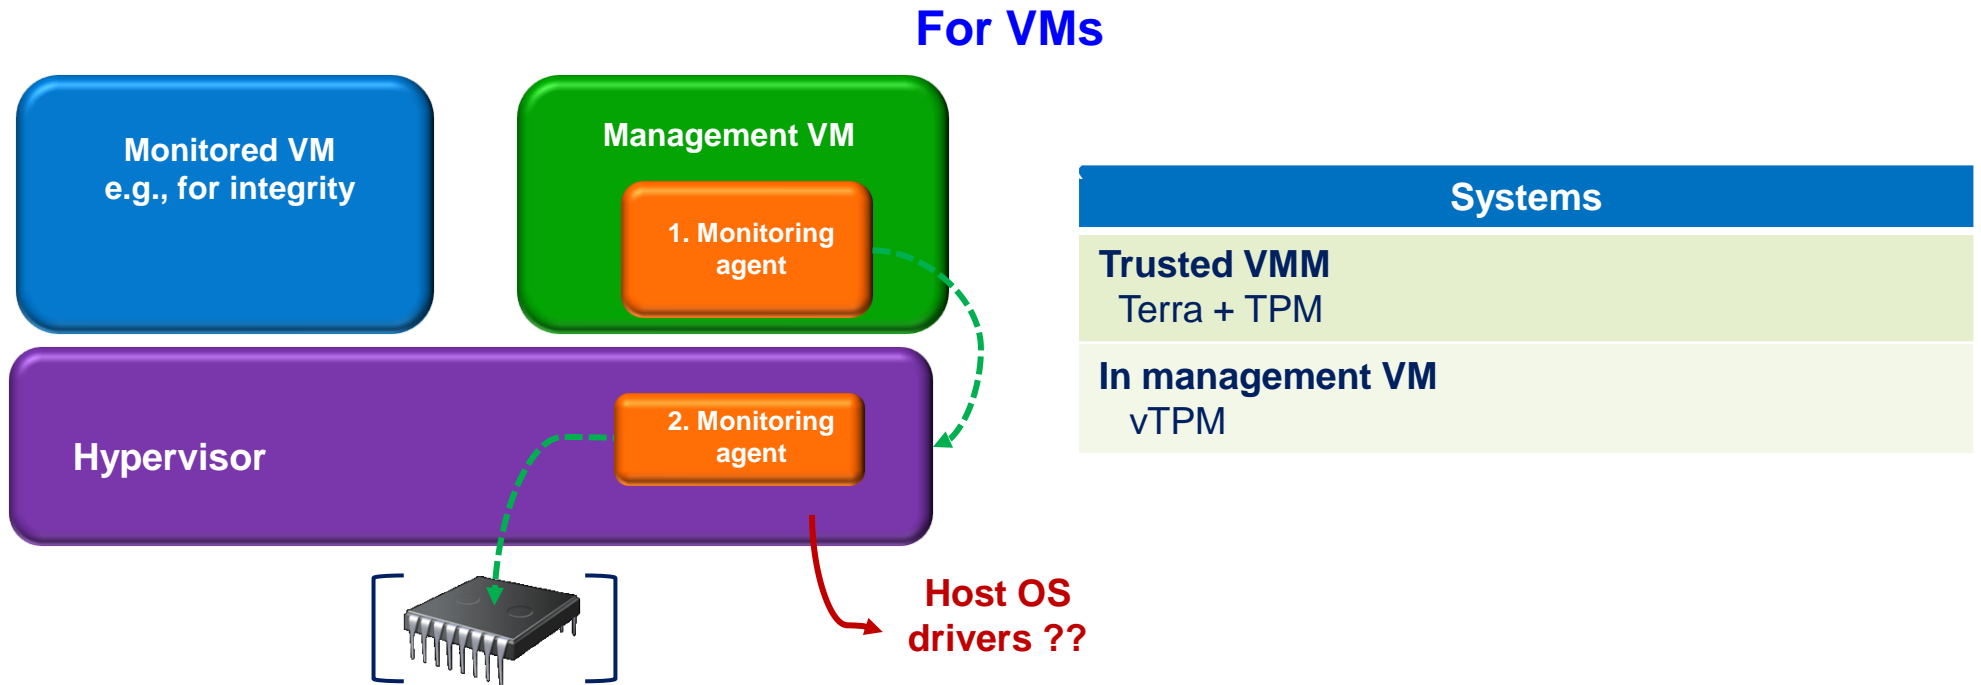 For VMs
Monitored VM
e.g., for integrity
Management VM
1. Monitoring
agent
Hypervisor
2. Monitoring
agent
Host OS
drivers ??
Systems
Trusted VMM
Terra + TPM
In management VM
vTPM